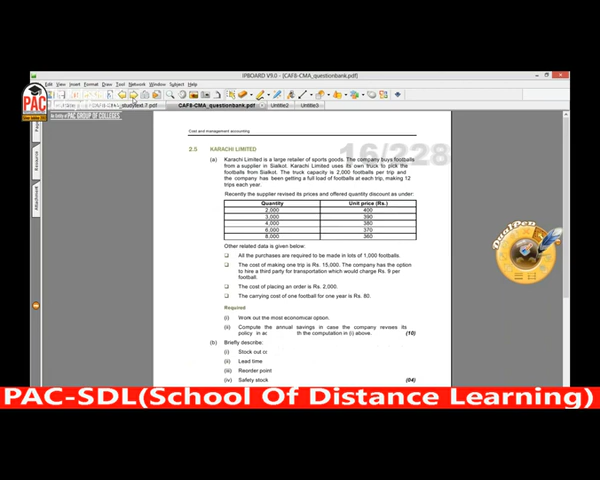 IPBOARD V9.0 - [CAF8-CMA_questionbank.pdf]
Edit View Insert Format Draw Tool Network Window Subject Help
PAC
studytext 7.pdf
CAF8-CMA_questionbank.pdf
Untitled2
Untitled3
PAC GROUP OF COLLEGES
Resource
Attachment
Cost and management accounting
16/228
2.5 KARACHI LIMITED
(a) Karachi Limited is a large retailer of sports goods. The company buys footballs
from a supplier in Sialkot. Karachi Limited uses its own truck to pick the
footballs from Sialkot. The truck capacity is 2,000 footballs per trip and
the company has been getting a full load of footballs at each trip, making 12
trips each year.
Recently the supplier revised its prices and offered quantity discount as under:
Quantity Unit price (Rs.)
2,000 400
3,000 390
4,000 380
6,000 370
8,000 360
Other related data is given below:
❑ All the purchases are required to be made in lots of 1,000 footballs.
❑ The cost of making one trip is Rs. 15,000. The company has the option
to hire a third party for transportation which would charge Rs. 9 per
football.
❑ The cost of placing an order is Rs. 2,000.
❑ The carrying cost of one football for one year is Rs. 80.
Required
(i) Work out the most economical option.
(ii) Compute the annual savings in case the company revises its
policy in ac th the computation in (i) above. (10)
(b) Briefly describe:
(i) Stock out
(ii) Lead time
(iii) Reorder point
(iv) Safety stock (04)
DualPen
PAC-SDL(School Of Distance Learning)